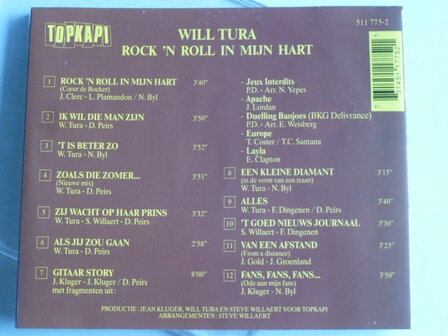 TOPKAPI
WILL TURA
ROCK 'N ROLL IN MIJN HART
511 775-2
1 ROCK 'N ROLL IN MIJN HART 3'40"
(Cœur de Rocker)
J. Clerc - L. Plamandon / N. Byl
2 IK WIL DIE MAN ZIJN 3'50"
W. Tura - D. Peirs
3 'T IS BETER ZO 3'52"
W. Tura - N. Byl
4 ZOALS DIE ZOMER... 3'51"
(Nieuwe mix)
W. Tura - D. Peirs
5 ZIJ WACHT OP HAAR PRINS 3'32"
W. Tura - S. Willaert - D. Peirs
6 ALS JIJ ZOU GAAN 2'58"
W. Tura - D. Peirs
7 GITAAR STORY 8'00"
J. Kluger - J. Kluger / D. Peirs
met fragmenten uit:
- Jeux Interdits
P.D. - Arr. N. Yepes
- Apache
J. Lordan
- Duelling Banjoes (BKG Delivrance)
P.D. - Arr. E. Weisberg
- Europe
T. Coster / T.C. Santana
- Layla
E. Clapton
8 EEN KLEINE DIAMANT 3'15"
(in de vorm van een traan)
W. Tura - N. Byl
9 ALLES 3'40"
W. Tura - F. Dingenen / D. Peirs
10 'T GOED NIEUWS JOURNAAL 3'30"
S. Willaert - F. Dingenen
11 VAN EEN AFSTAND 3'25"
(From a distance)
J. Gold - J. Groenland
12 FANS, FANS, FANS... 3'50"
(Ode aan mijn fans)
J. Kluger - N. Byl
PRODUCTIE: JEAN KLUGER, WILL TURA EN STEVE WILLAERT VOOR TOPKAPI
ARRANGEMENTEN: STEVE WILLAERT